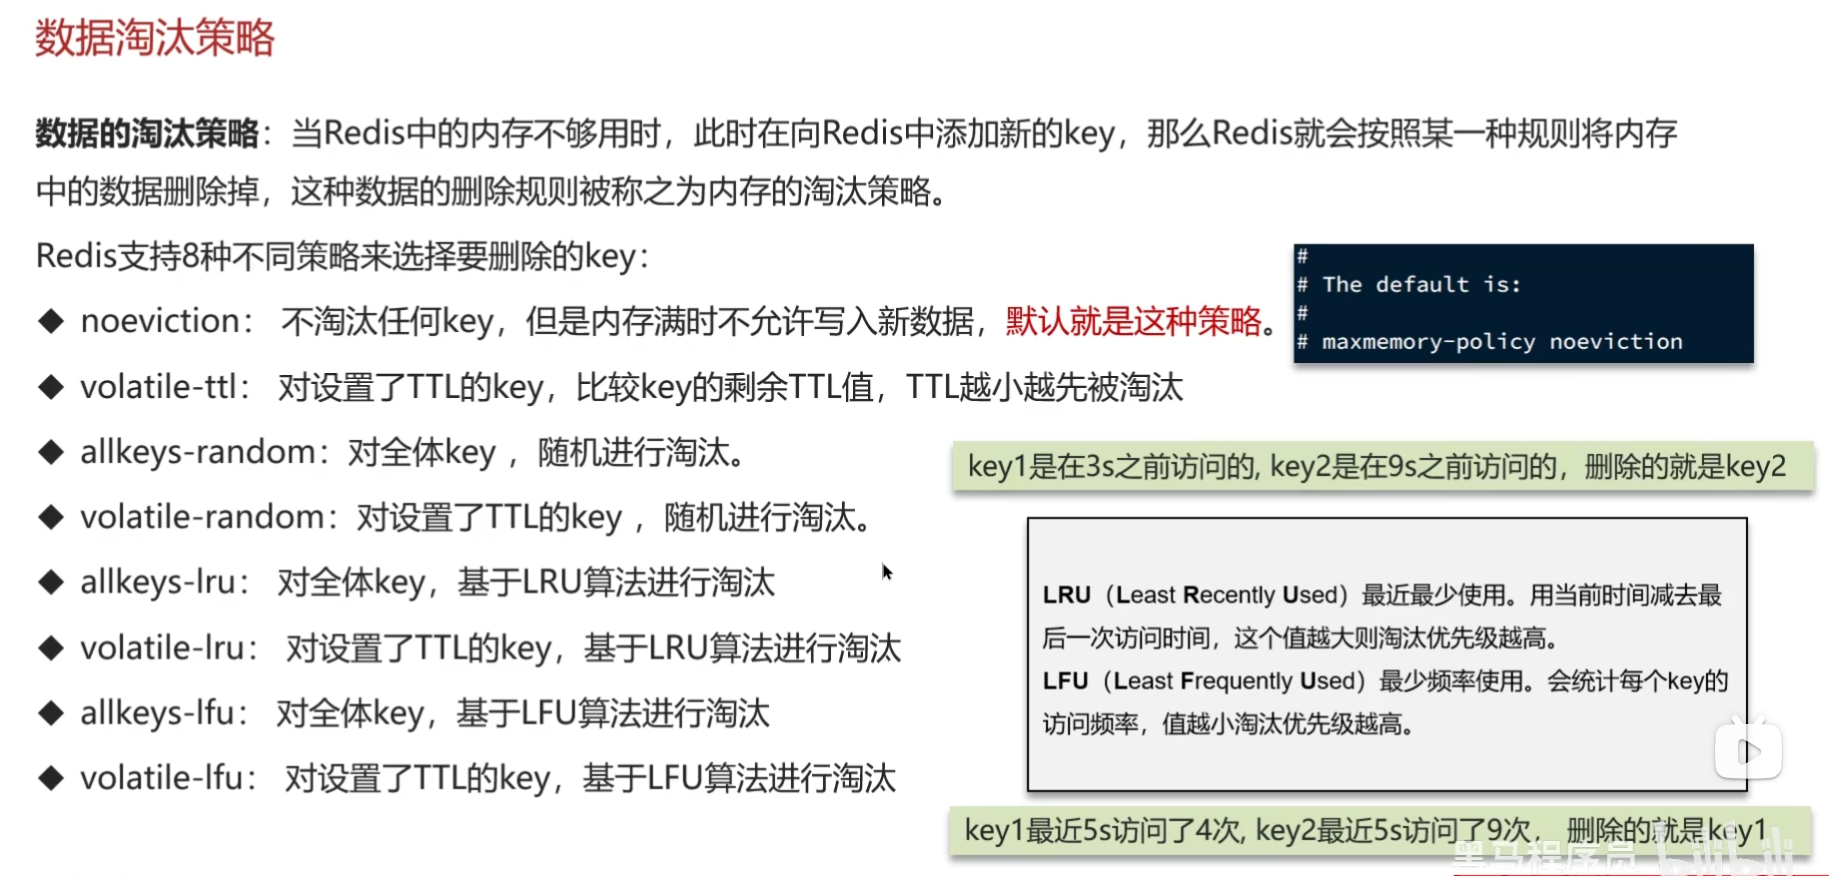 数据淘汰策略
数据的淘汰策略：当Redis中的内存不够用时，此时在向Redis中添加新的key，那么Redis就会按照某一种规则将内存
中的数据删除掉，这种数据的删除规则被称之为内存的淘汰策略。
Redis支持8种不同策略来选择要删除的key：
◆ noeviction： 不淘汰任何key，但是内存满时不允许写入新数据，默认就是这种策略。
#
# The default is:
#
# maxmemory-policy noeviction
◆ volatile-ttl： 对设置了TTL的key，比较key的剩余TTL值，TTL越小越先被淘汰
◆ allkeys-random：对全体key ，随机进行淘汰。
◆ volatile-random：对设置了TTL的key ，随机进行淘汰。
◆ allkeys-lru： 对全体key，基于LRU算法进行淘汰
◆ volatile-lru： 对设置了TTL的key，基于LRU算法进行淘汰
◆ allkeys-lfu： 对全体key，基于LFU算法进行淘汰
◆ volatile-lfu： 对设置了TTL的key，基于LFU算法进行淘汰
key1是在3s之前访问的, key2是在9s之前访问的，删除的就是key2
LRU（Least Recently Used）最近最少使用。用当前时间减去最
后一次访问时间，这个值越大则淘汰优先级越高。
LFU（Least Frequently Used）最少频率使用。会统计每个key的
访问频率，值越小淘汰优先级越高。
key1最近5s访问了4次, key2最近5s访问了9次， 删除的就是key1
黑马程序员 bilibili